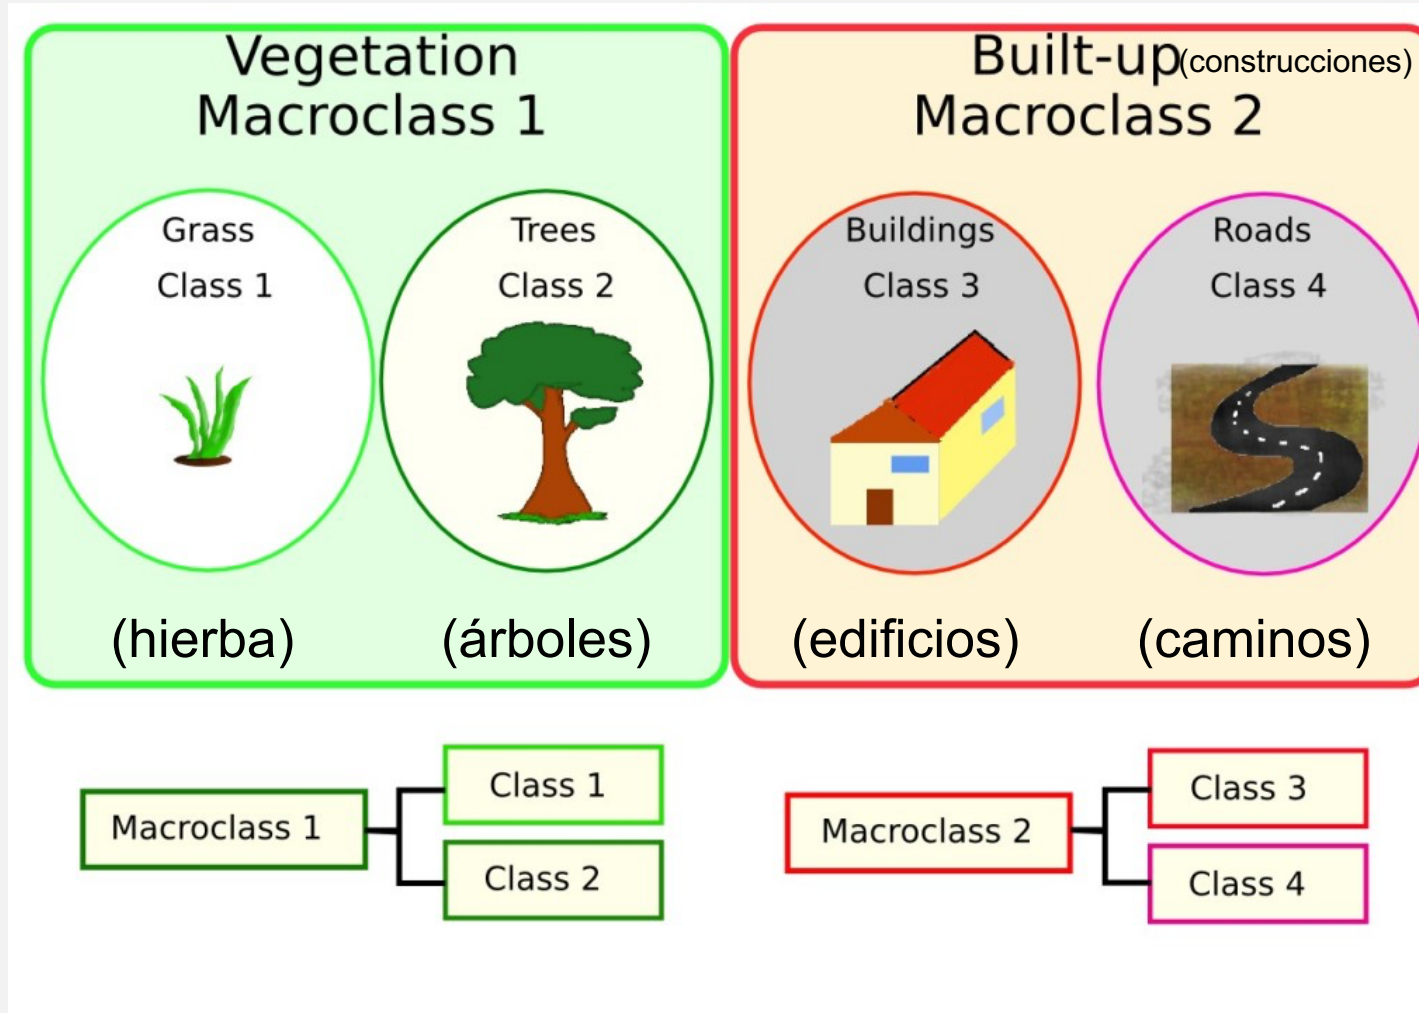 Vegetation
Macroclass 1
Built-up(construcciones)
Macroclass 2
Grass
Class 1
Trees
Class 2
Buildings
Class 3
Roads
Class 4
(hierba)
(árboles)
(edificios)
(caminos)
Macroclass 1
Class 1
Class 2
Macroclass 2
Class 3
Class 4